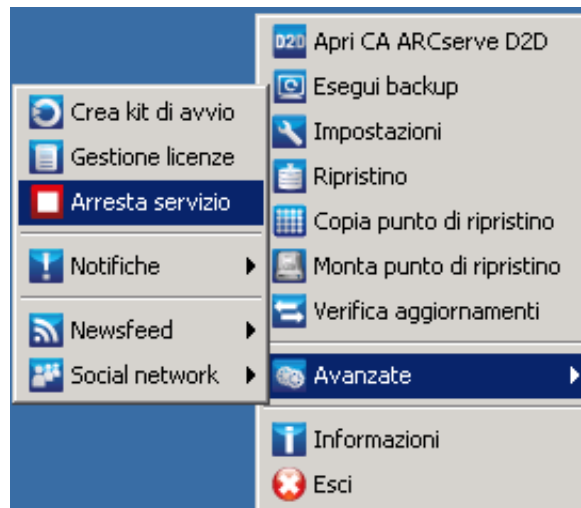 D2D Apri CA ARCserve D2D
Esegui backup
Impostazioni
Ripristino
Copia punto di ripristino
Monta punto di ripristino
Verifica aggiornamenti
Avanzate
Informazioni
Esci
Crea kit di avvio
Gestione licenze
Arresta servizio
Notifiche
Newsfeed
Social network